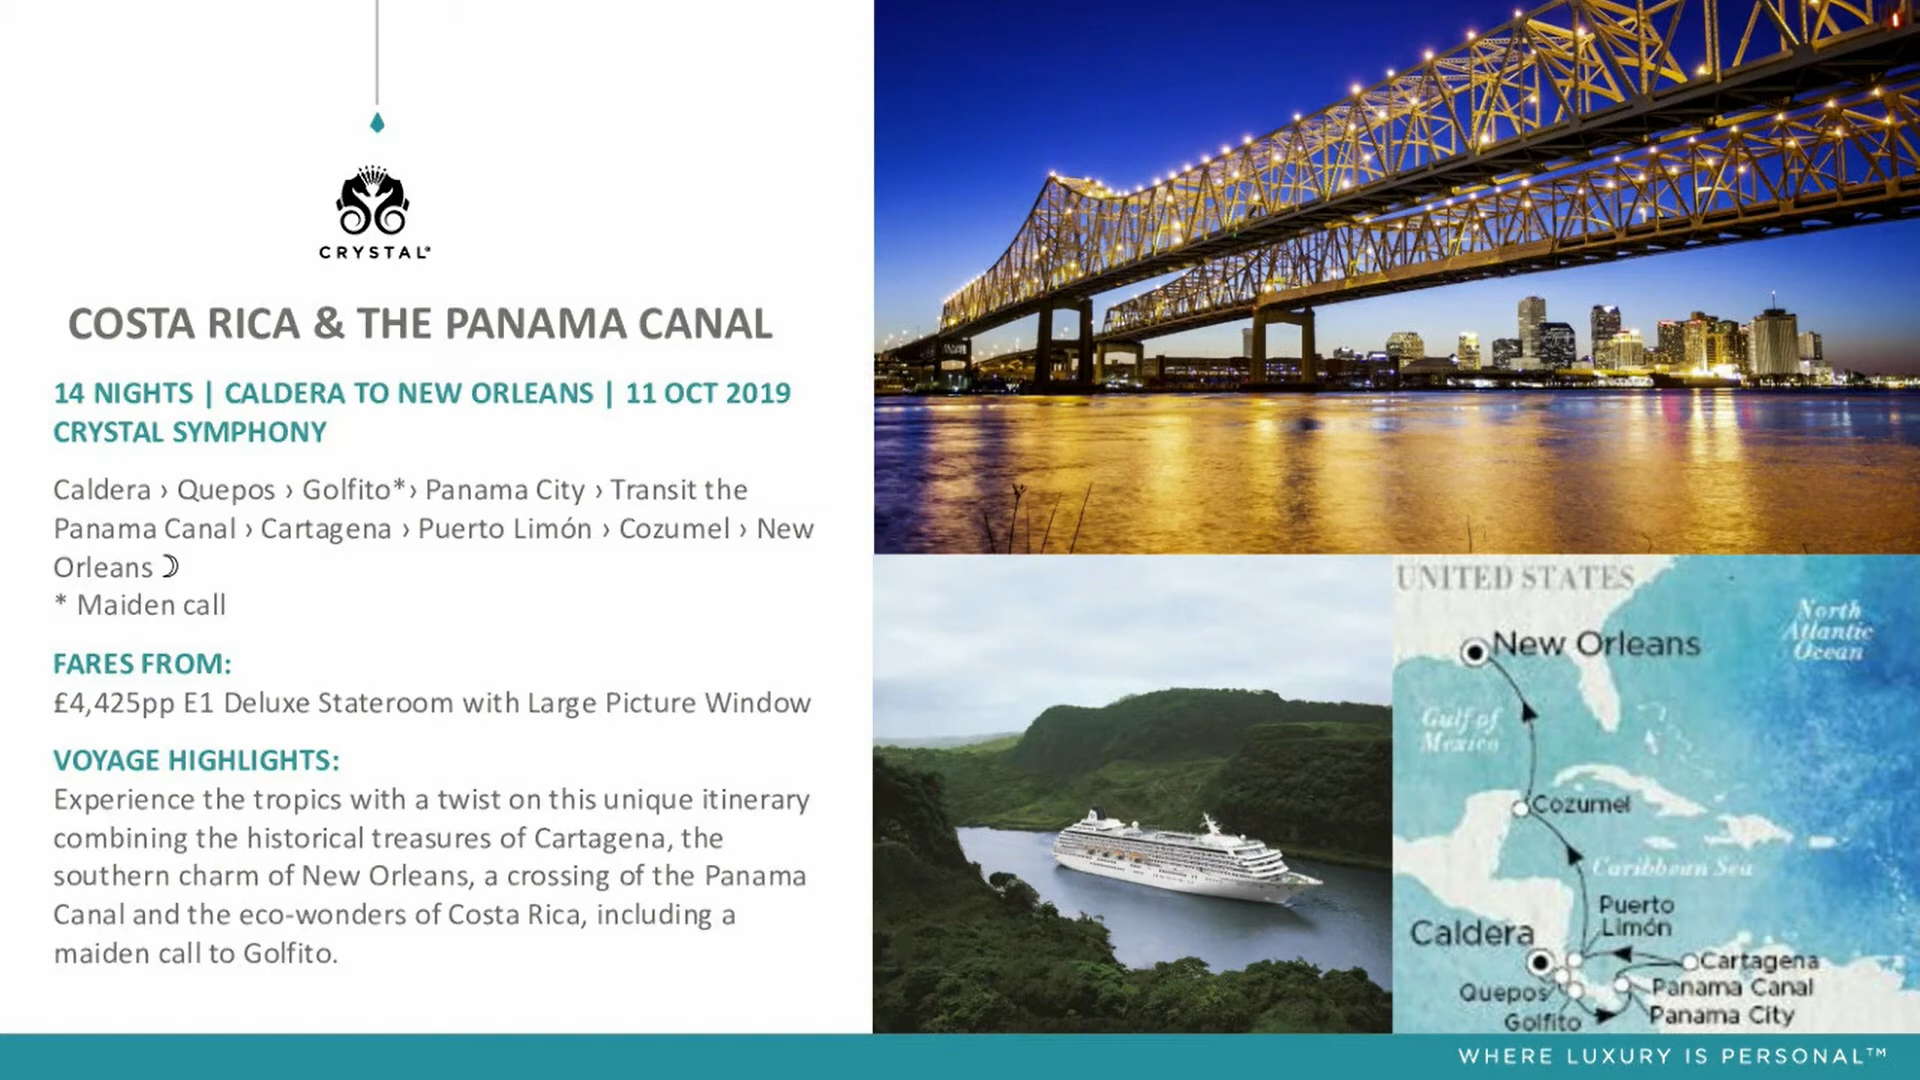 CRYSTAL®
COSTA RICA & THE PANAMA CANAL
14 NIGHTS | CALDERA TO NEW ORLEANS | 11 OCT 2019
CRYSTAL SYMPHONY
Caldera › Quepos › Golfito*› Panama City › Transit the
Panama Canal › Cartagena › Puerto Limón › Cozumel › New
Orleans ☽
* Maiden call
FARES FROM:
£4,425pp E1 Deluxe Stateroom with Large Picture Window
VOYAGE HIGHLIGHTS:
Experience the tropics with a twist on this unique itinerary
combining the historical treasures of Cartagena, the
southern charm of New Orleans, a crossing of the Panama
Canal and the eco-wonders of Costa Rica, including a
maiden call to Golfito.
UNITED STATES
North
Atlantic
Ocean
New Orleans
Gulf of
Mexico
Cozumel
Caribbean Sea
Puerto
Limón
Caldera
Cartagena
Quepos
Panama Canal
Golfito
Panama City
WHERE LUXURY IS PERSONAL™